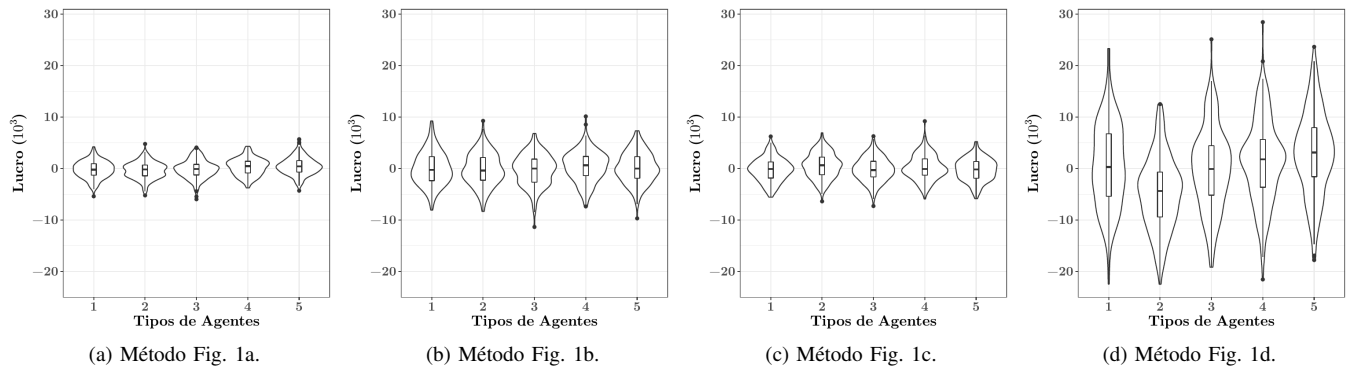 30
20
10
0
−10
−20
Lucro (10³)
1 2 3 4 5
Tipos de Agentes
(a) Método Fig. 1a.
30
20
10
0
−10
−20
Lucro (10³)
1 2 3 4 5
Tipos de Agentes
(b) Método Fig. 1b.
30
20
10
0
−10
−20
Lucro (10³)
1 2 3 4 5
Tipos de Agentes
(c) Método Fig. 1c.
30
20
10
0
−10
−20
Lucro (10³)
1 2 3 4 5
Tipos de Agentes
(d) Método Fig. 1d.